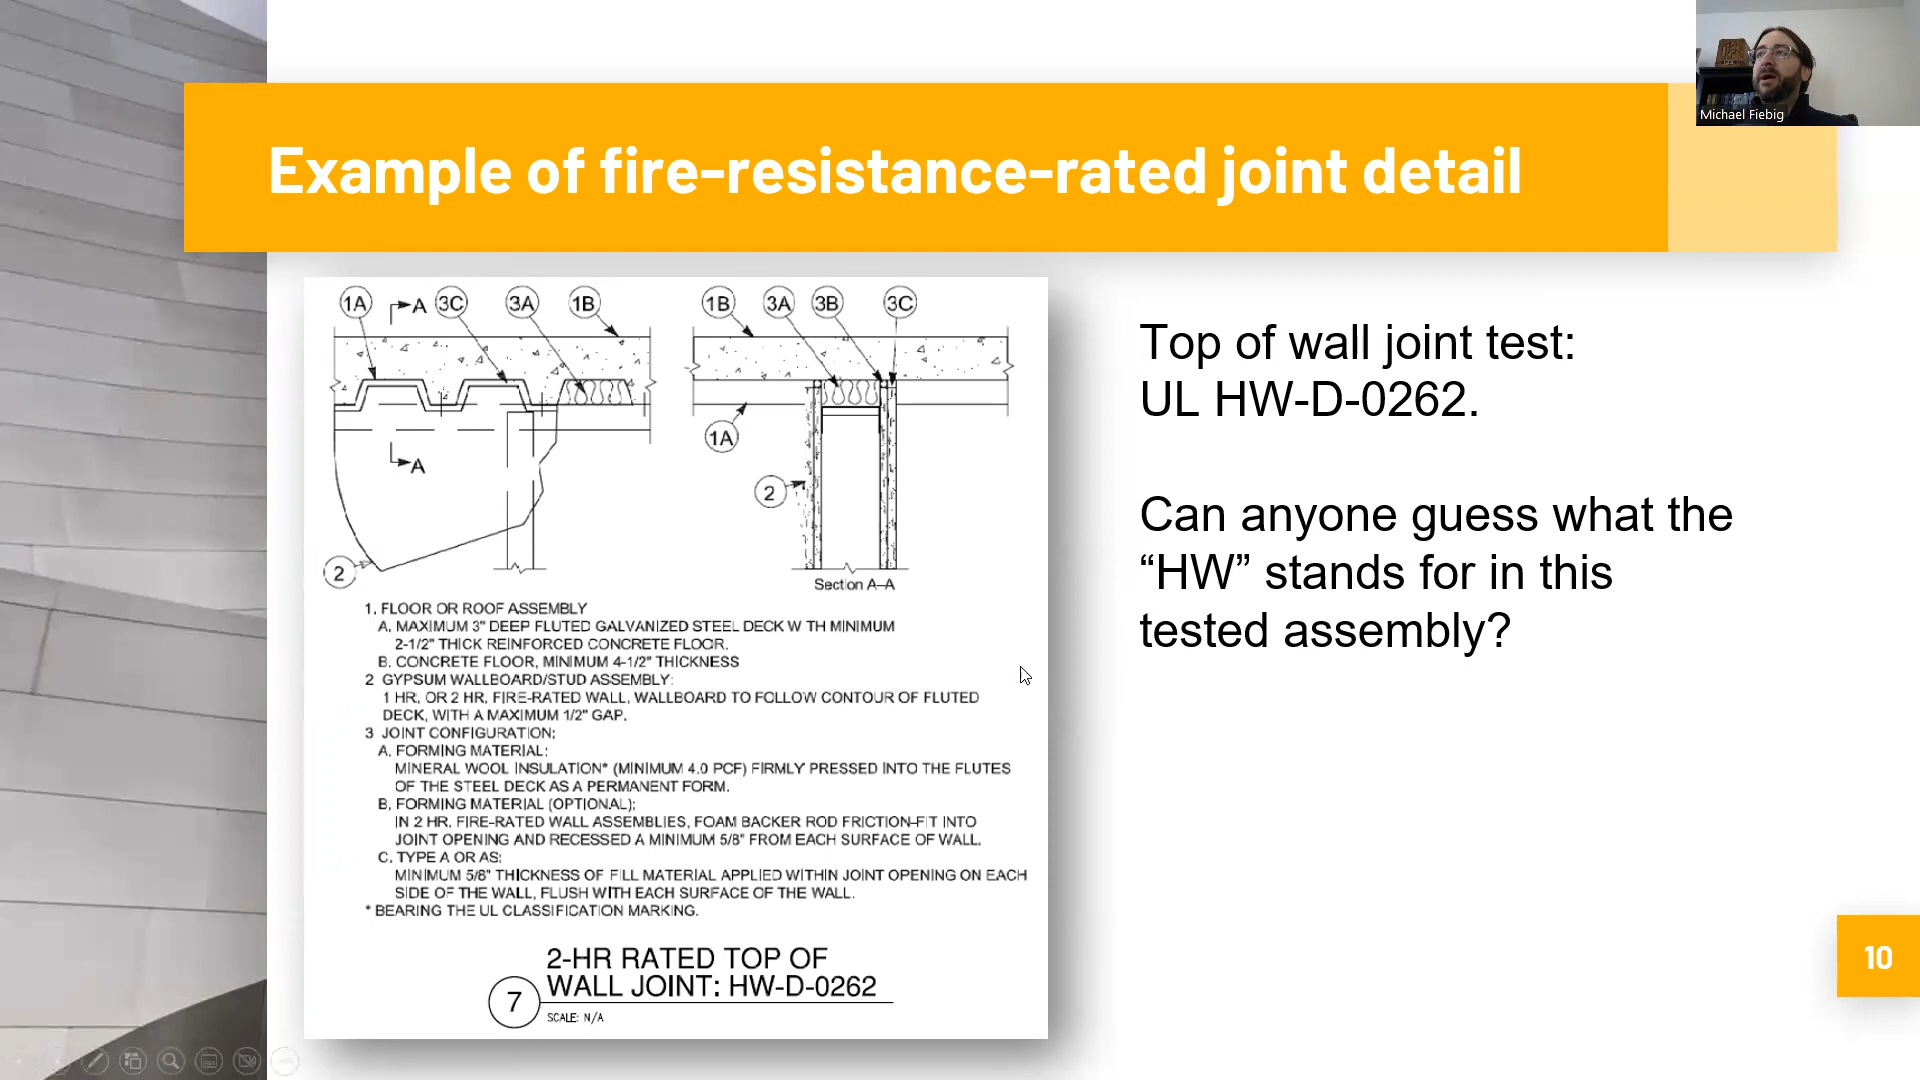 Michael Fiebig
Example of fire-resistance-rated joint detail
1A A 3C 3A 1B
1B 3A 3B 3C
1A
A
2
2
Section A-A
1. FLOOR OR ROOF ASSEMBLY
A. MAXIMUM 3" DEEP FLUTED GALVANIZED STEEL DECK W TH MINIMUM
2-1/2" THICK REINFORCED CONCRETE FLOOR.
B. CONCRETE FLOOR, MINIMUM 4-1/2" THICKNESS
2 GYPSUM WALLBOARD/STUD ASSEMBLY:
1 HR, OR 2 HR, FIRE-RATED WALL, WALLBOARD TO FOLLOW CONTOUR OF FLUTED
DECK, WITH A MAXIMUM 1/2" GAP.
3 JOINT CONFIGURATION:
A. FORMING MATERIAL:
MINERAL WOOL INSULATION* (MINIMUM 4.0 PCF) FIRMLY PRESSED INTO THE FLUTES
OF THE STEEL DECK AS A PERMANENT FORM.
B. FORMING MATERIAL (OPTIONAL):
IN 2 HR. FIRE-RATED WALL ASSEMBLIES, FOAM BACKER ROD FRICTION-FIT INTO
JOINT OPENING AND RECESSED A MINIMUM 5/8" FROM EACH SURFACE OF WALL.
C. TYPE A OR AS:
MINIMUM 5/8" THICKNESS OF FILL MATERIAL APPLIED WITHIN JOINT OPENING ON EACH
SIDE OF THE WALL, FLUSH WITH EACH SURFACE OF THE WALL.
* BEARING THE UL CLASSIFICATION MARKING.
7
2-HR RATED TOP OF
WALL JOINT: HW-D-0262
SCALE: N/A
Top of wall joint test:
UL HW-D-0262.
Can anyone guess what the
“HW” stands for in this
tested assembly?
10